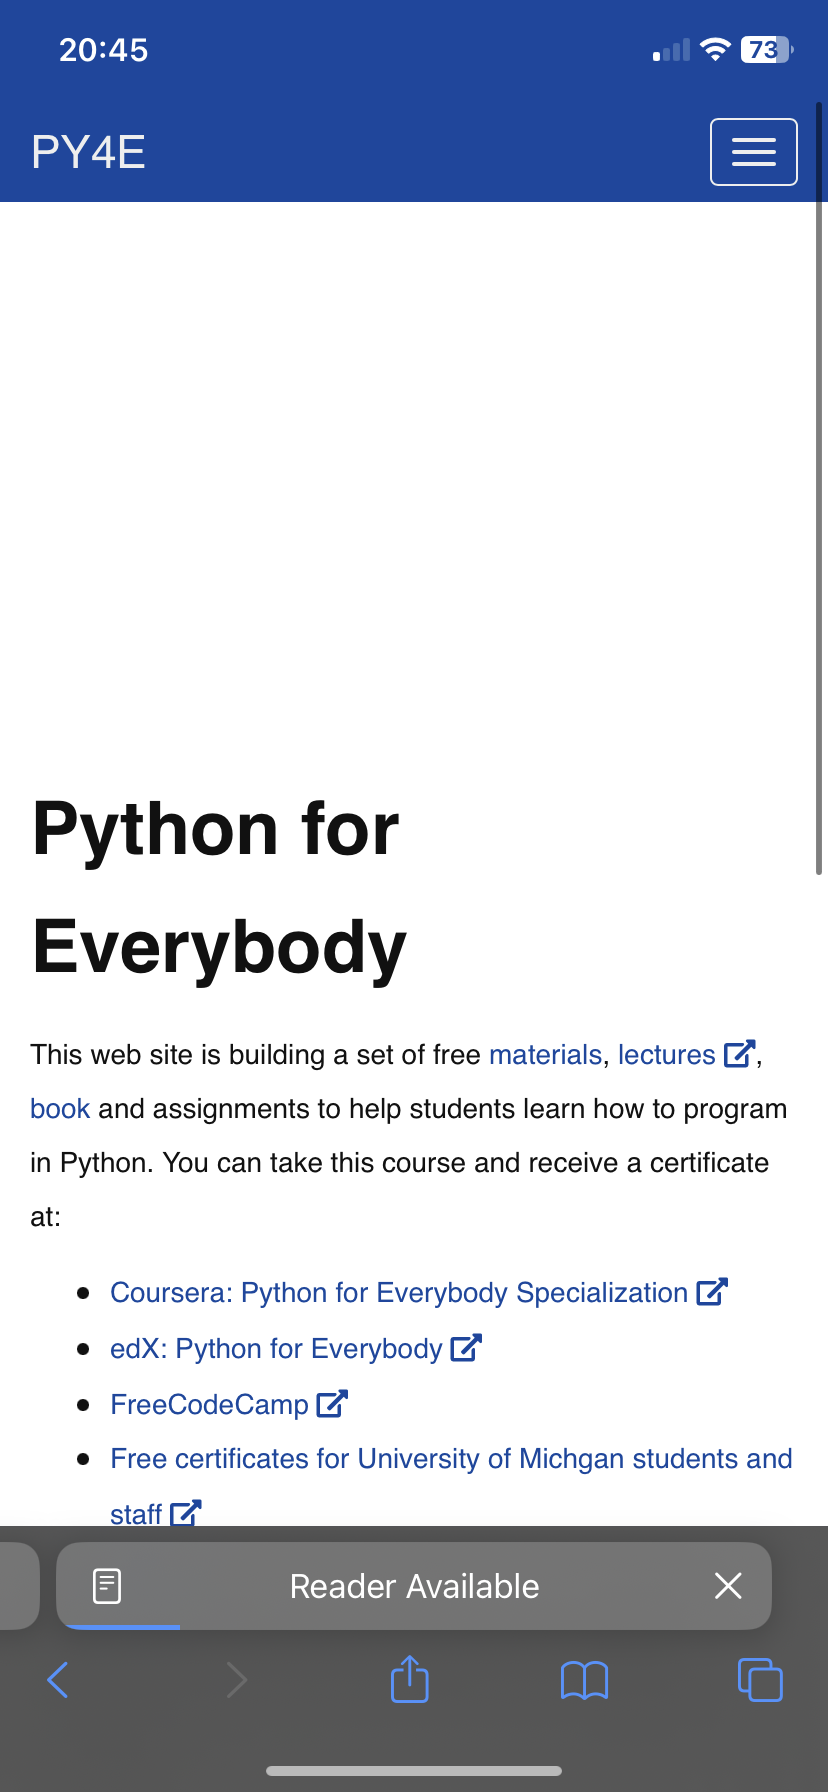 20:45
73
PY4E
Python for
Everybody
This web site is building a set of free materials, lectures,
book and assignments to help students learn how to program
in Python. You can take this course and receive a certificate
at:
Coursera: Python for Everybody Specialization
edX: Python for Everybody
FreeCodeCamp
Free certificates for University of Michgan students and
staff
Reader Available